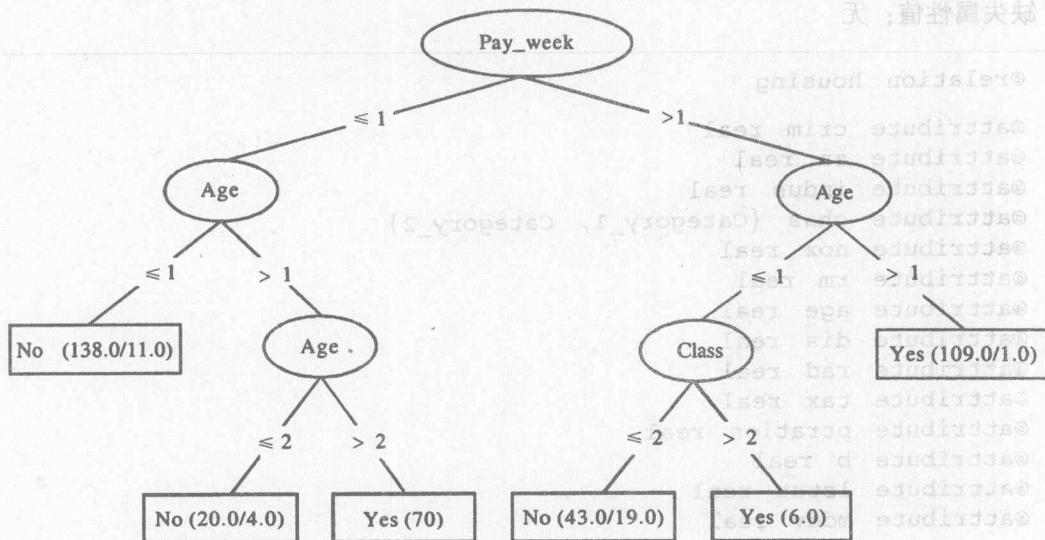 缺失属性值：无
@relation housing
Pay_week
≤ 1
>1
@attribute crim real
@attribute real
Age
Age
@attribute indus real
@attribute chas {Category_1, Category_2}
@attribute nox real
≤ 1
> 1
≤ 1
> 1
@attribute rm real
@attribute age real
No (138.0/11.0)
Age
Class
Yes (109.0/1.0)
@attribute dis real
@attribute rad real
@attribute tax real
≤ 2
> 2
≤ 2
> 2
@attribute ptration real
@attribute b real
@attribute real
No (20.0/4.0)
Yes (70)
No (43.0/19.0)
Yes (6.0)
@attribute real